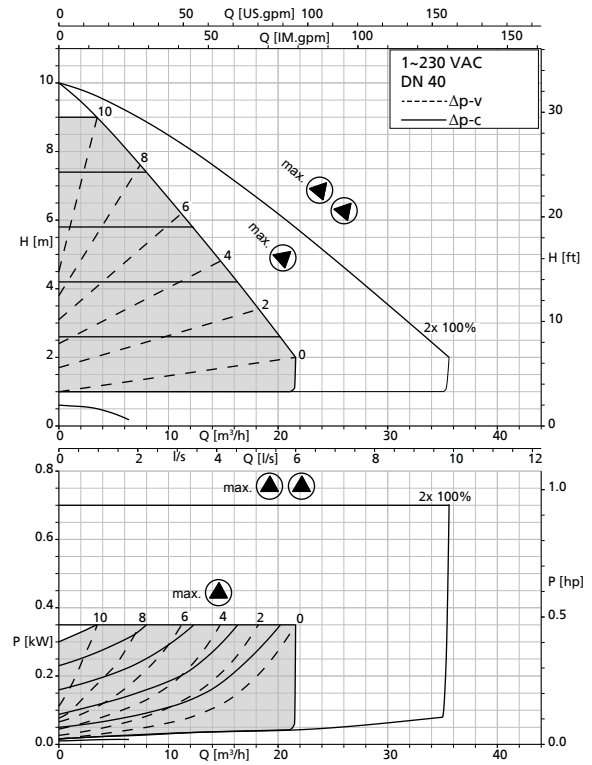 0 50 Q [US.gpm] 100 150
0 50 Q [IM.gpm] 100 150
1~230 VAC
DN 40
Δp-v
Δp-c
10
8
6
H [m]
4
2
0
30
20
H [ft]
10
0
10
8
6
4
2
0
max.
max.
2x 100%
0 10 Q [m³/h] 20 30 40
0 2 l/s 4 Q [l/s] 6 8 10 12
0.8
0.6
0.4
P [kW]
0.2
0.0
1.0
P [hp]
0.5
0.0
max.
2x 100%
max.
10 8 6 4 2 0
0 10 Q [m³/h] 20 30 40